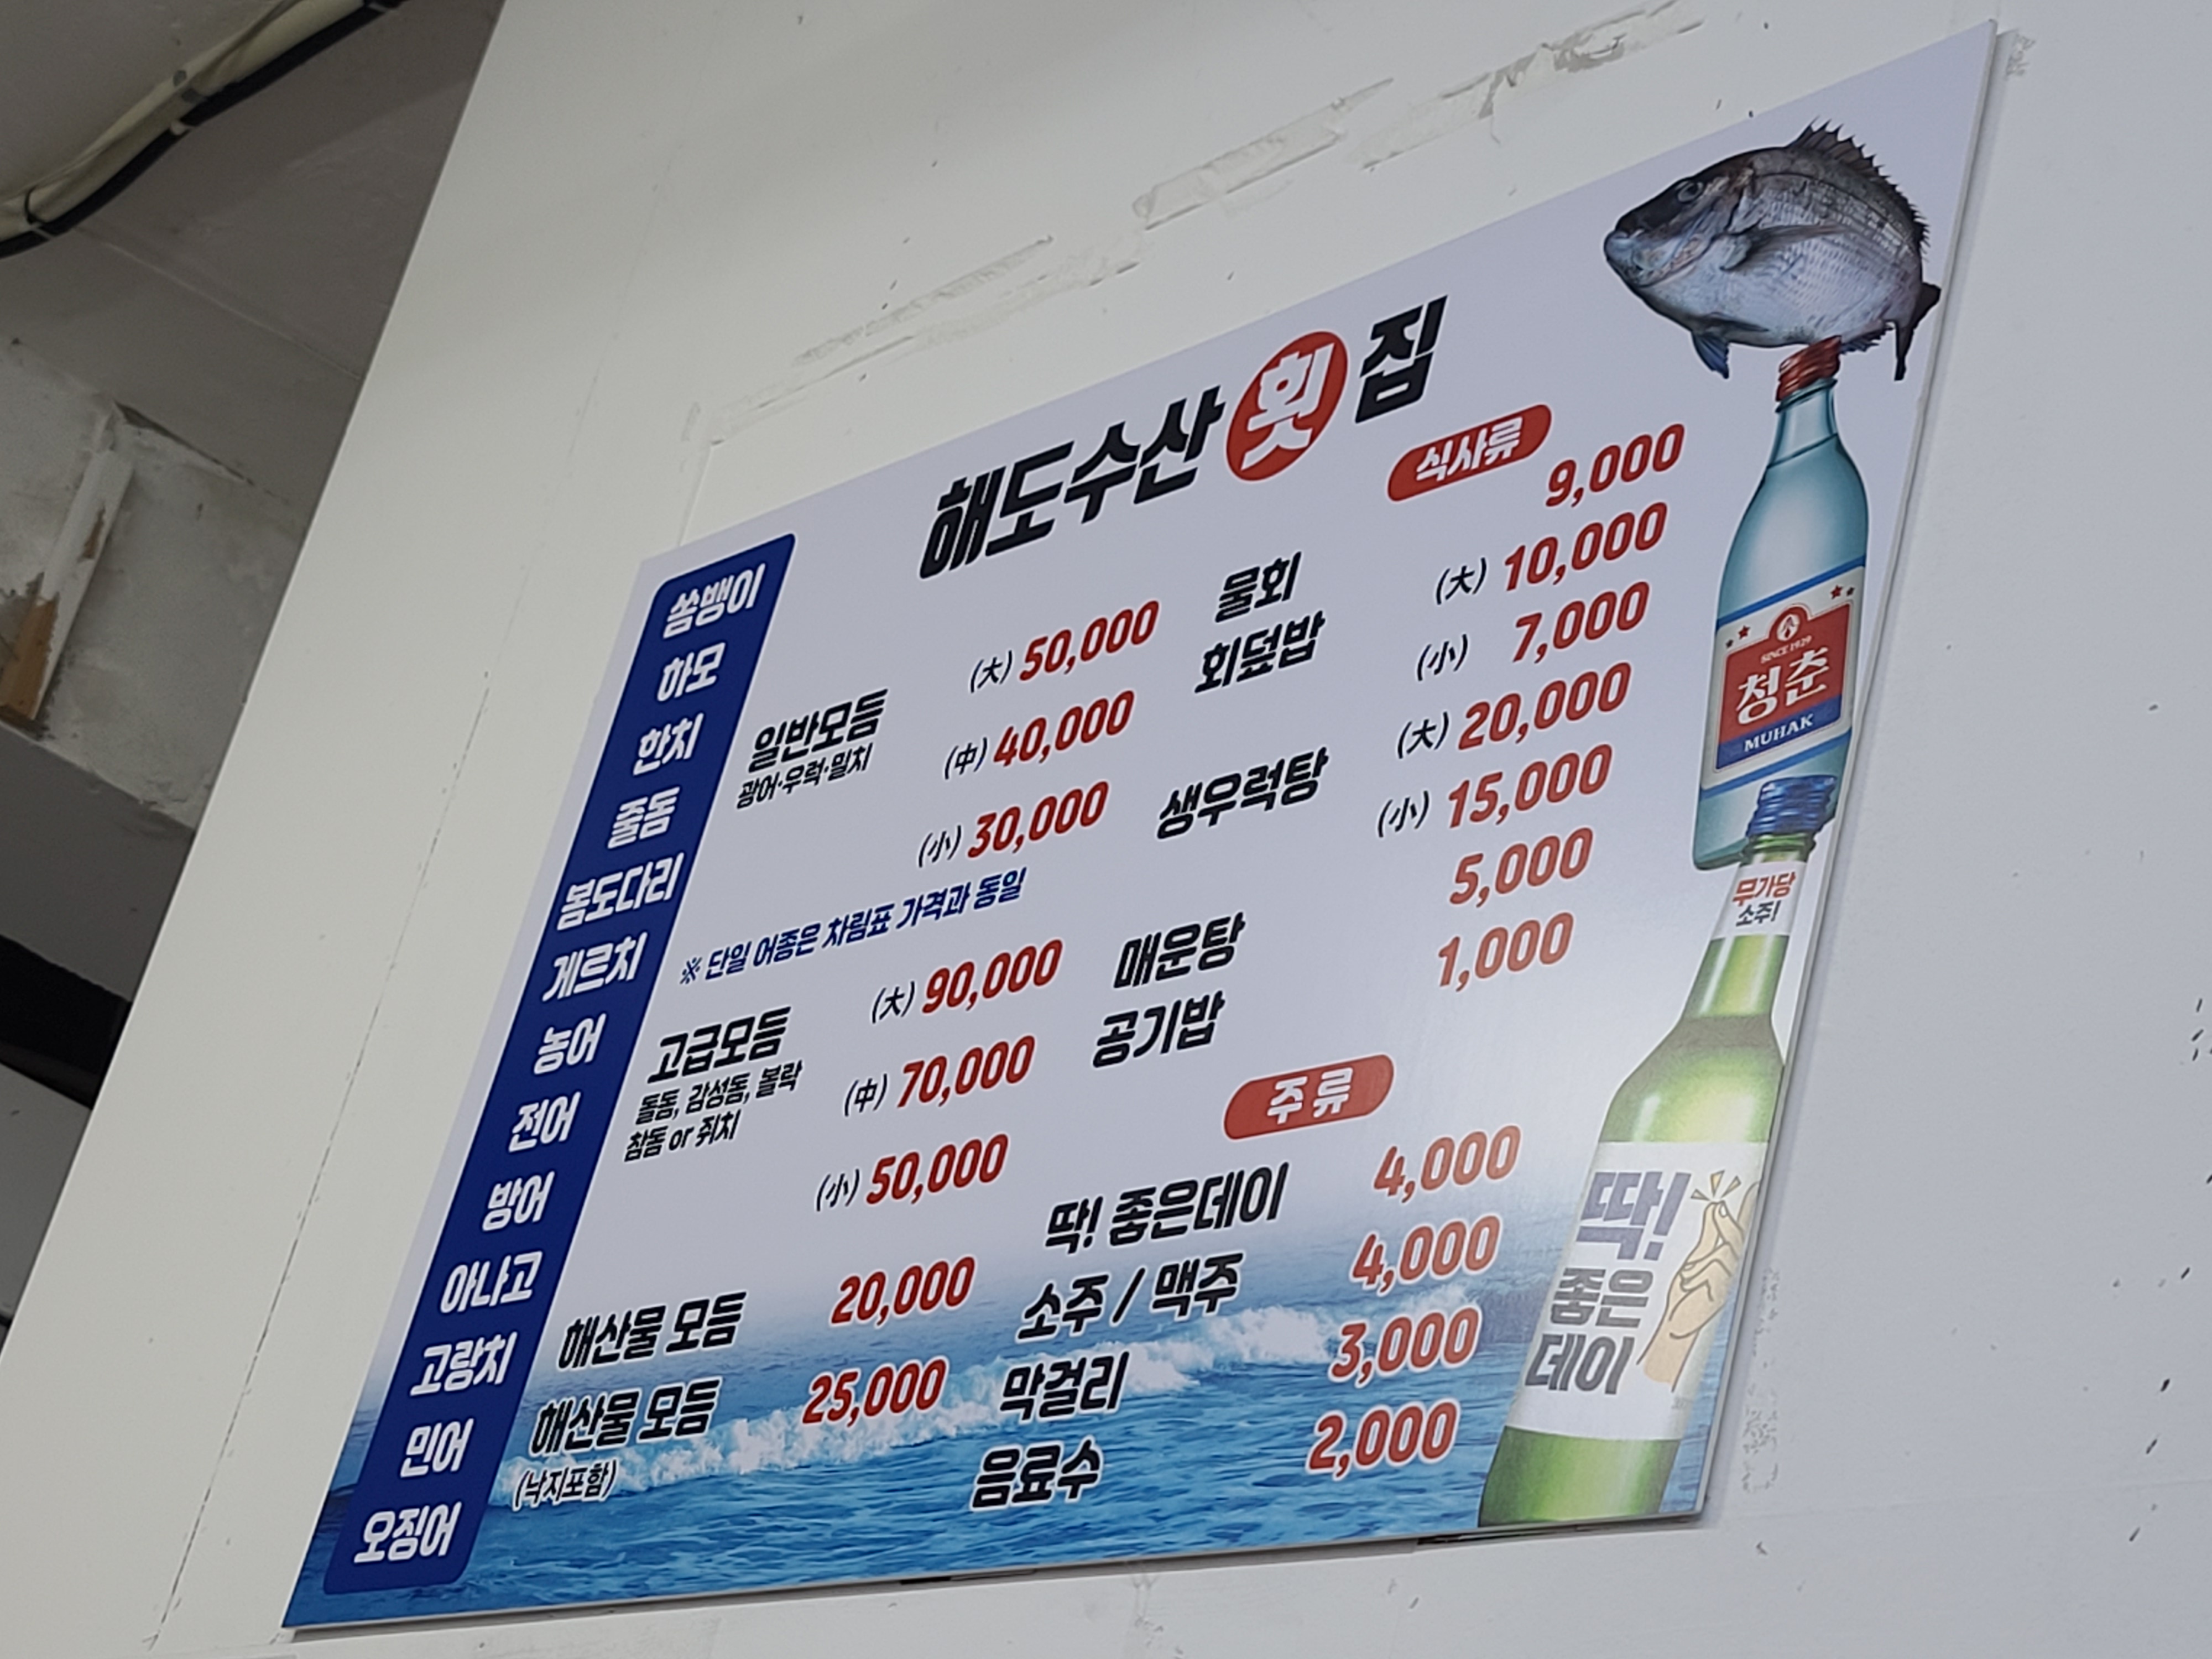 해도수산횟집
쏨뱅이
하모
한치
줄돔
봄도다리
게르치
농어
전어
방어
아나고
고랑치
민어
오징어
일반모듬
광어·우럭·밀치
(大) 50,000
(中) 40,000
(小) 30,000
※ 단일 어종은 차림표 가격과 동일
고급모듬
돌돔, 감성돔, 볼락
참돔 or 쥐치
(大) 90,000
(中) 70,000
(小) 50,000
해산물 모듬 20,000
해산물 모듬 25,000
(낙지포함)
식사류
물회 9,000
회덮밥 (大) 10,000
(小) 7,000
생우럭탕 (大) 20,000
(小) 15,000
매운탕 5,000
공기밥 1,000
주류
딱! 좋은데이 4,000
소주 / 맥주 4,000
막걸리 3,000
음료수 2,000
SINCE 1929
청춘
MUHAK
무가당
소주!
딱!
좋은
데이